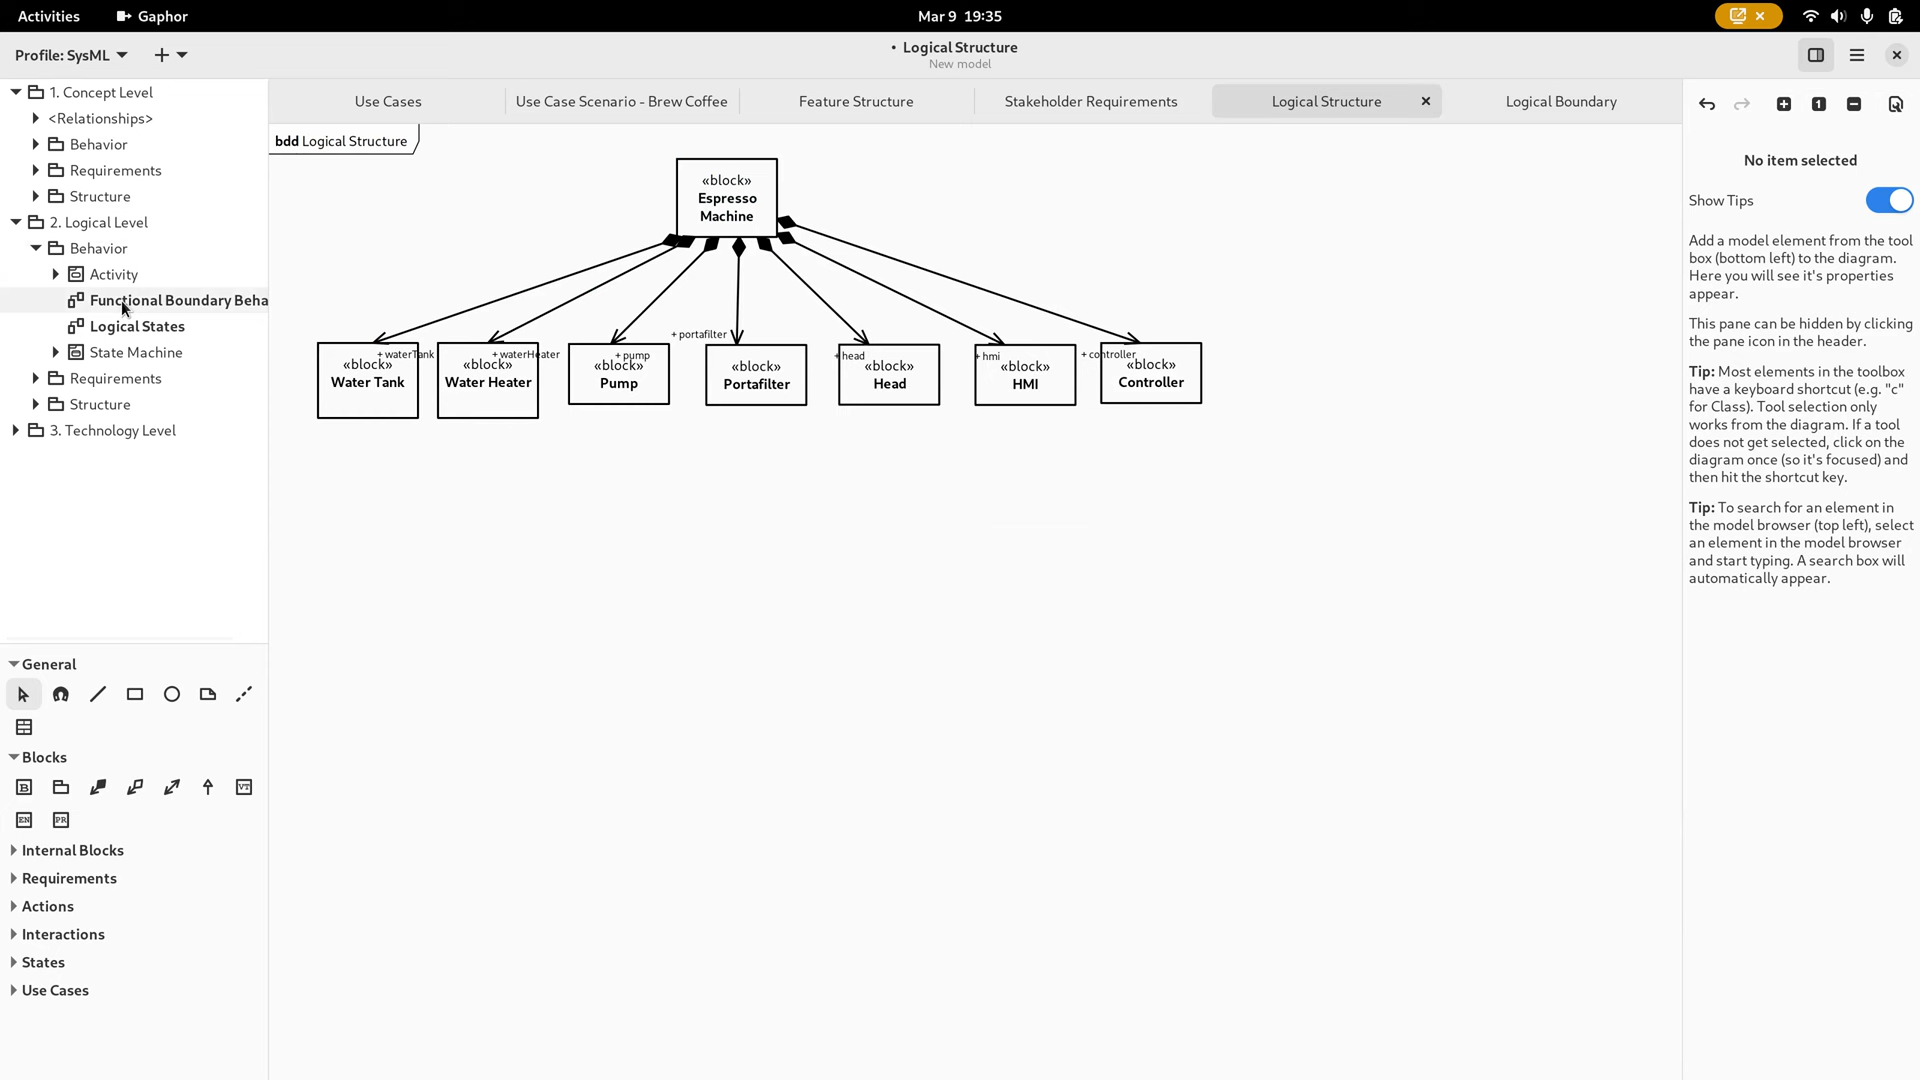 Activities
Gaphor
Mar 9 19:35
Profile: SysML
• Logical Structure
New model
1. Concept Level
<Relationships>
Behavior
Requirements
Structure
2. Logical Level
Behavior
Activity
Functional Boundary Beha
Logical States
State Machine
Requirements
Structure
3. Technology Level
General
Blocks
B
VT
EN
PR
Internal Blocks
Requirements
Actions
Interactions
States
Use Cases
Use Cases
Use Case Scenario - Brew Coffee
Feature Structure
Stakeholder Requirements
Logical Structure
Logical Boundary
bdd Logical Structure
«block»
Espresso
Machine
+ portafilter
+ waterTank
«block»
Water Tank
+ waterHeater
«block»
Water Heater
+ pump
«block»
Pump
«block»
Portafilter
+ head
«block»
Head
+ hmi
«block»
HMI
+ controller
«block»
Controller
1
No item selected
Show Tips
Add a model element from the tool
box (bottom left) to the diagram.
Here you will see it's properties
appear.
This pane can be hidden by clicking
the pane icon in the header.
Tip: Most elements in the toolbox
have a keyboard shortcut (e.g. "c"
for Class). Tool selection only
works from the diagram. If a tool
does not get selected, click on the
diagram once (so it's focused) and
then hit the shortcut key.
Tip: To search for an element in
the model browser (top left), select
an element in the model browser
and start typing. A search box will
automatically appear.